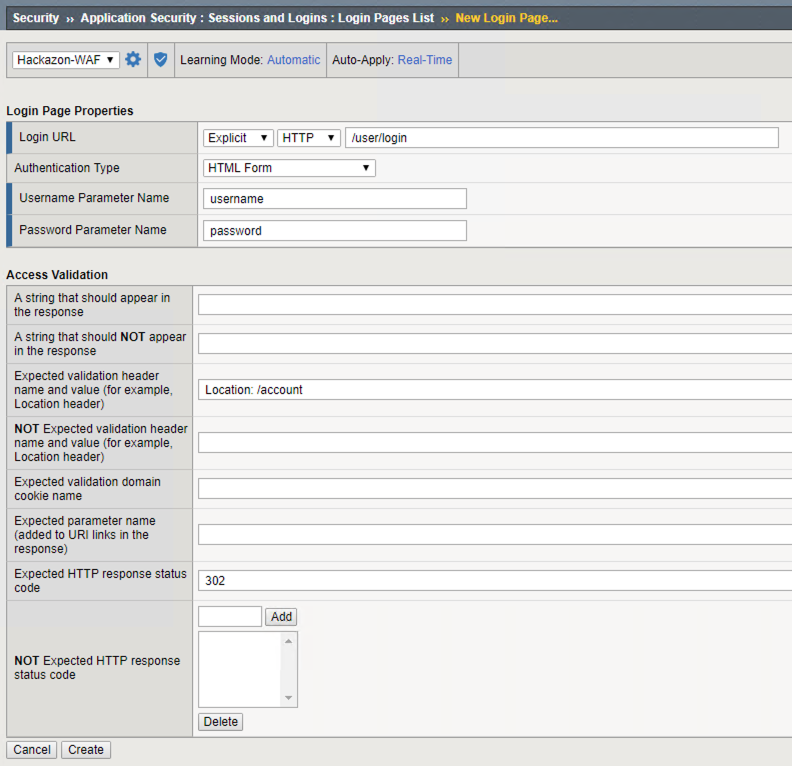 Security ›› Application Security : Sessions and Logins : Login Pages List ›› New Login Page...
Hackazon-WAF Learning Mode: Automatic Auto-Apply: Real-Time
Login Page Properties
Login URL Explicit HTTP /user/login
Authentication Type HTML Form
Username Parameter Name username
Password Parameter Name password
Access Validation
A string that should appear in
the response
A string that should NOT appear
in the response
Expected validation header
name and value (for example,
Location header)
Location: /account
NOT Expected validation header
name and value (for example,
Location header)
Expected validation domain
cookie name
Expected parameter name
(added to URI links in the
response)
Expected HTTP response status
code
302
Add
NOT Expected HTTP response
status code
Delete
Cancel Create